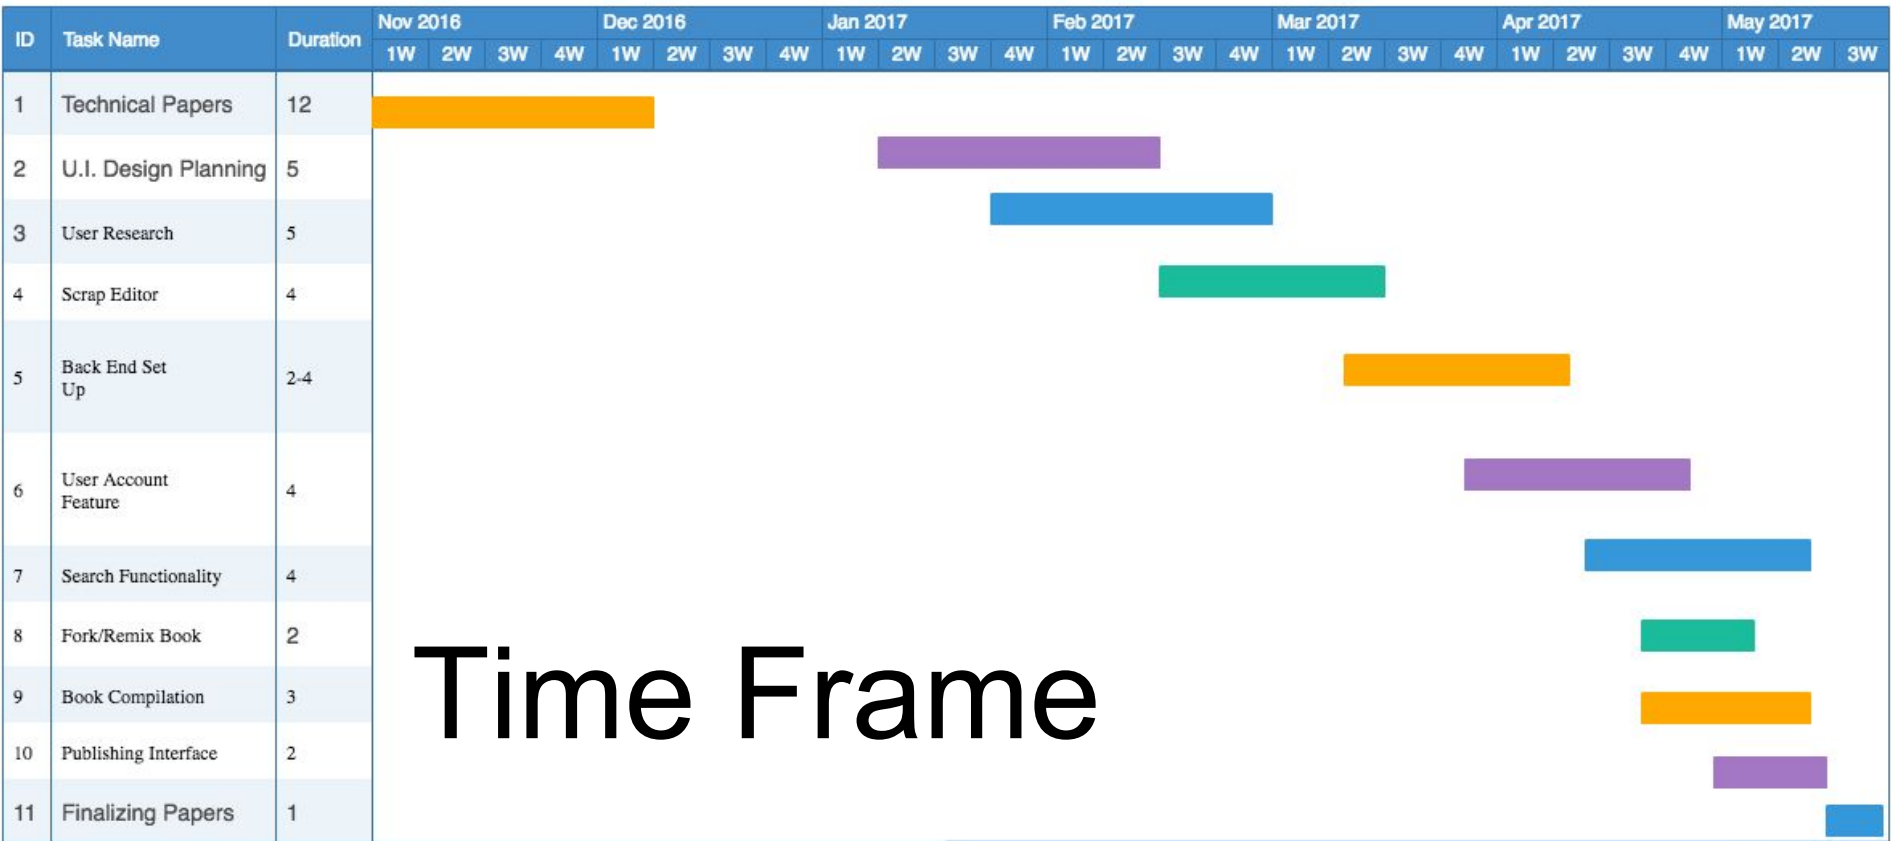 ID Task Name Duration Nov 2016 Dec 2016 Jan 2017 Feb 2017 Mar 2017 Apr 2017 May 2017
1W 2W 3W 4W 1W 2W 3W 4W 1W 2W 3W 4W 1W 2W 3W 4W 1W 2W 3W 4W 1W 2W 3W 4W 1W 2W 3W
1 Technical Papers 12
2 U.I. Design Planning 5
3 User Research 5
4 Scrap Editor 4
5 Back End Set
Up 2-4
6 User Account
Feature 4
7 Search Functionality 4
8 Fork/Remix Book 2
9 Book Compilation 3
10 Publishing Interface 2
11 Finalizing Papers 1
Time Frame